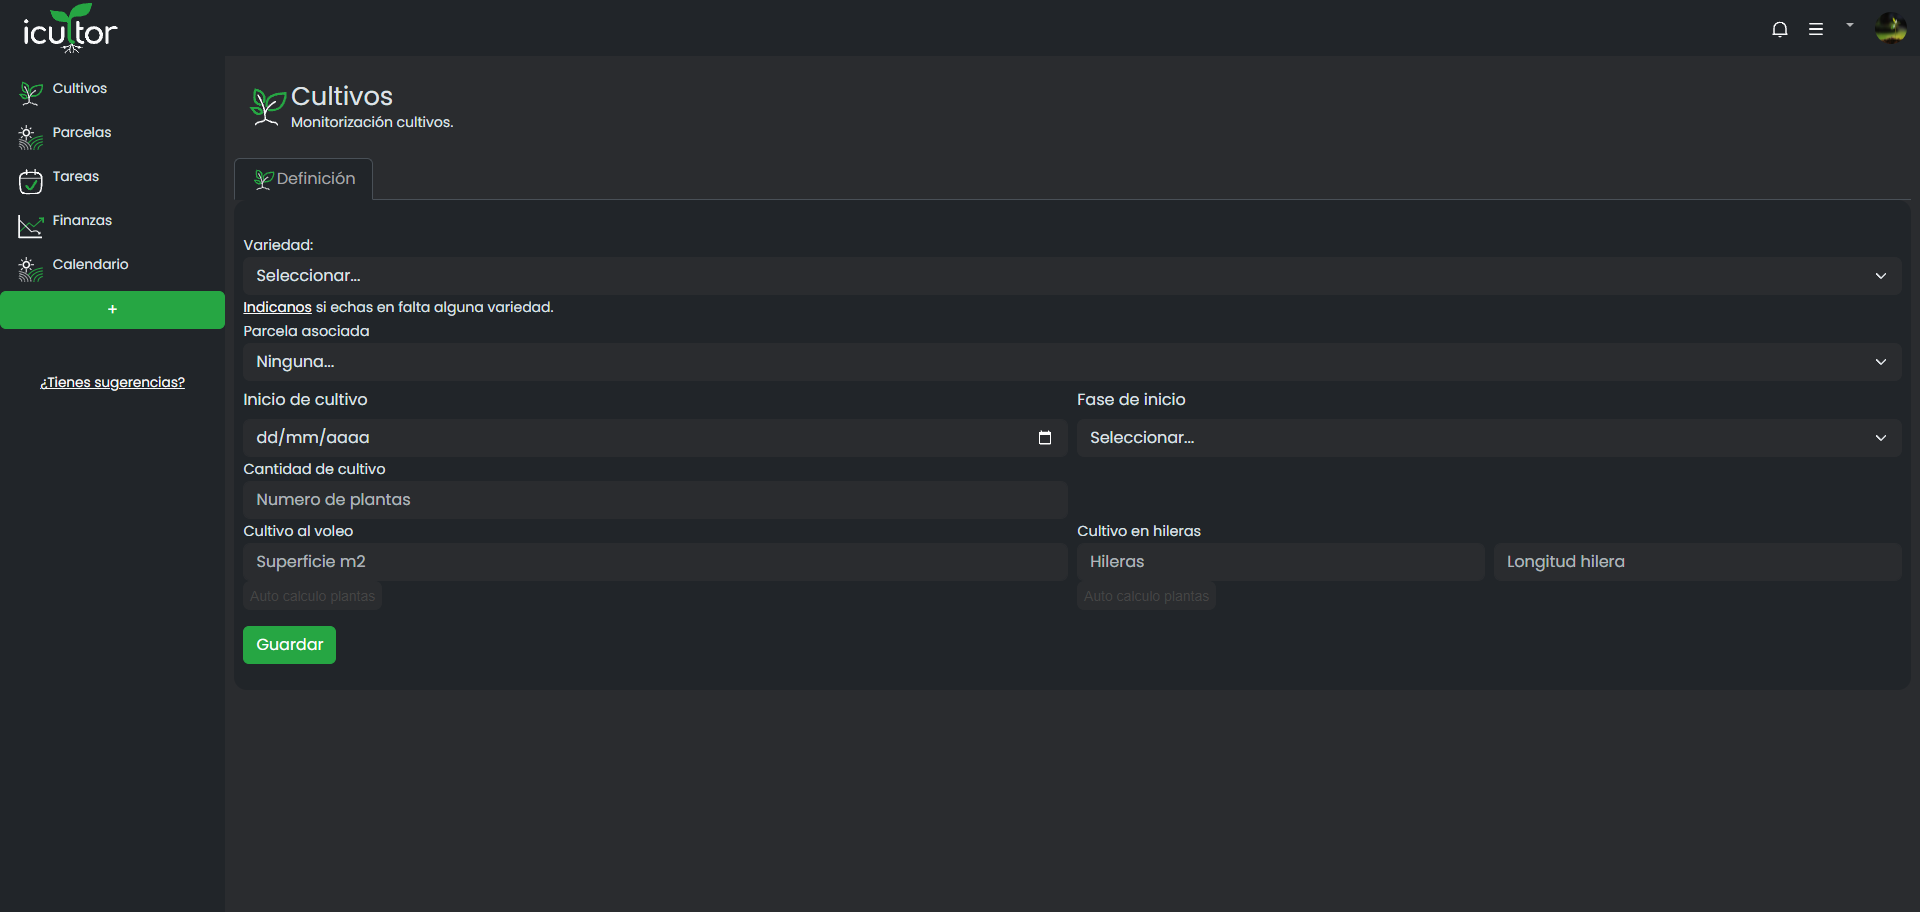 icultor
Cultivos
Parcelas
Tareas
Finanzas
Calendario
+
¿Tienes sugerencias?
Cultivos
Monitorización cultivos.
Definición
Variedad:
Seleccionar...
Indicanos si echas en falta alguna variedad.
Parcela asociada
Ninguna...
Inicio de cultivo
Fase de inicio
dd/mm/aaaa
Seleccionar...
Cantidad de cultivo
Numero de plantas
Cultivo al voleo
Cultivo en hileras
Superficie m2
Hileras
Longitud hilera
Auto calculo plantas
Auto calculo plantas
Guardar